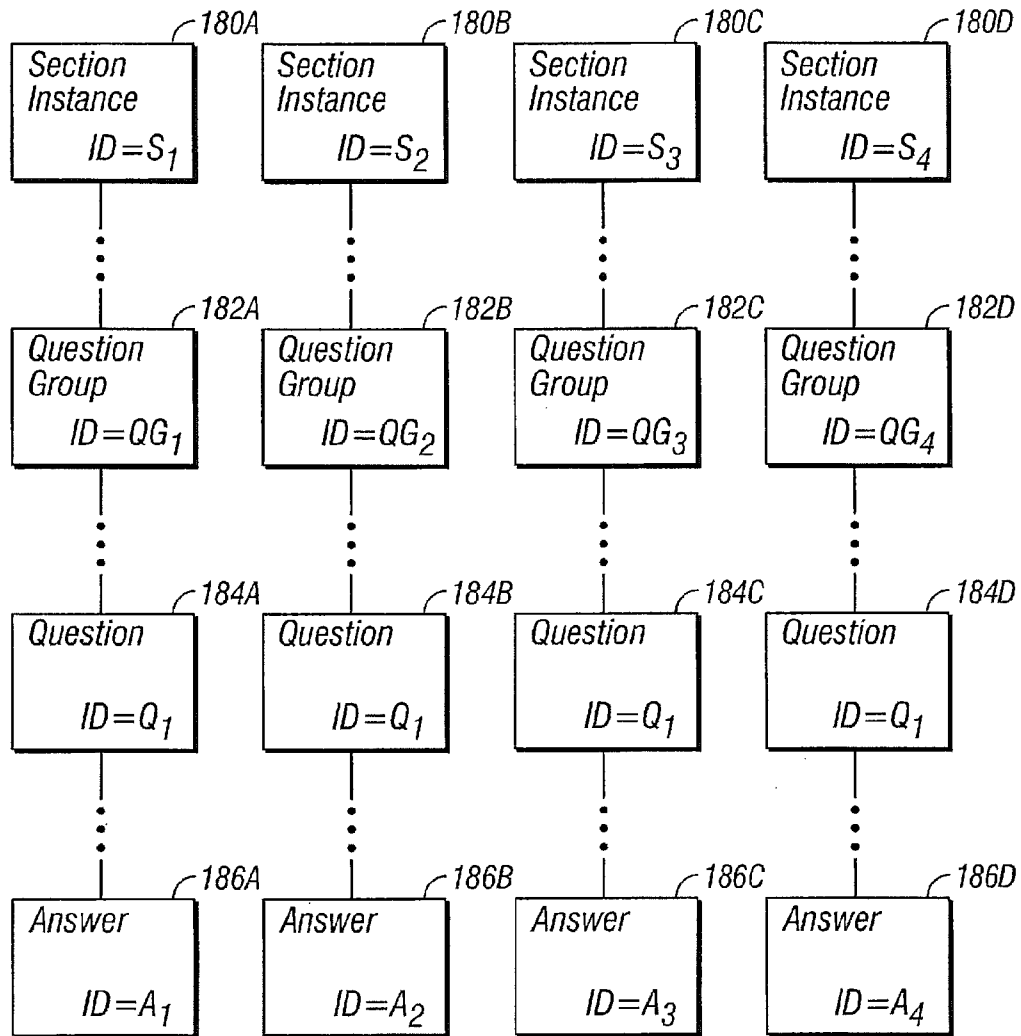 180A
180B
180C
180D
Section Instance ID=S1
Section Instance ID=S2
Section Instance ID=S3
Section Instance ID=S4
182A
182B
182C
182D
Question Group ID=QG1
Question Group ID=QG2
Question Group ID=QG3
Question Group ID=QG4
184A
184B
184C
184D
Question ID=Q1
Question ID=Q1
Question ID=Q1
Question ID=Q1
186A
186B
186C
186D
Answer ID=A1
Answer ID=A2
Answer ID=A3
Answer ID=A4